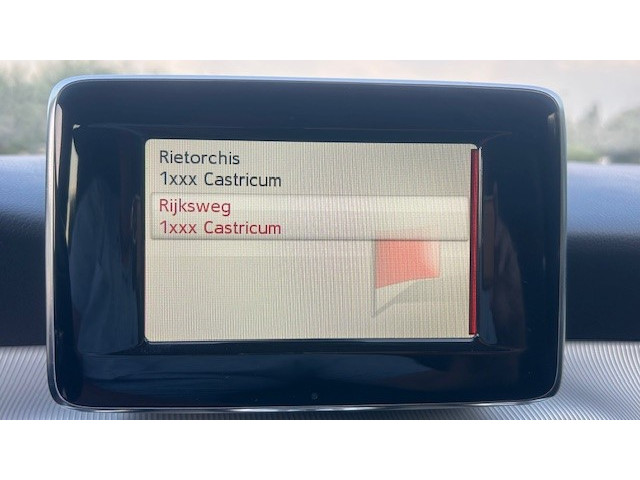 Rietorchis
1xxx Castricum
Rijksweg
1xxx Castricum